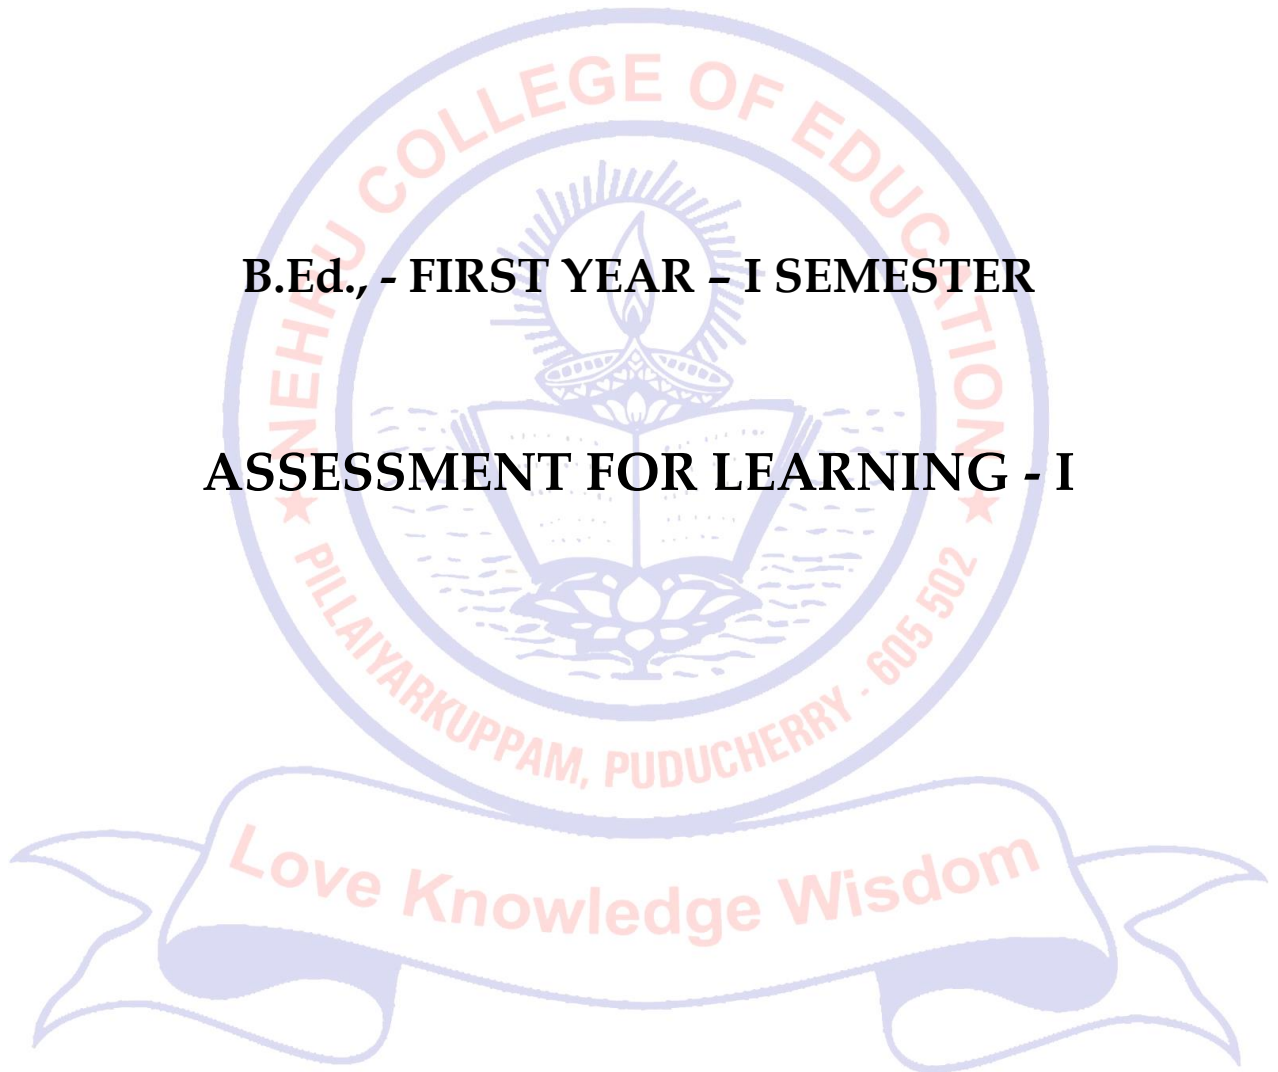 NEHRU COLLEGE OF EDUCATION
B.Ed., - FIRST YEAR – I SEMESTER
ASSESSMENT FOR LEARNING - I
PILLAIYARKUPPAM, PUDUCHERRY - 605 502
Love Knowledge Wisdom